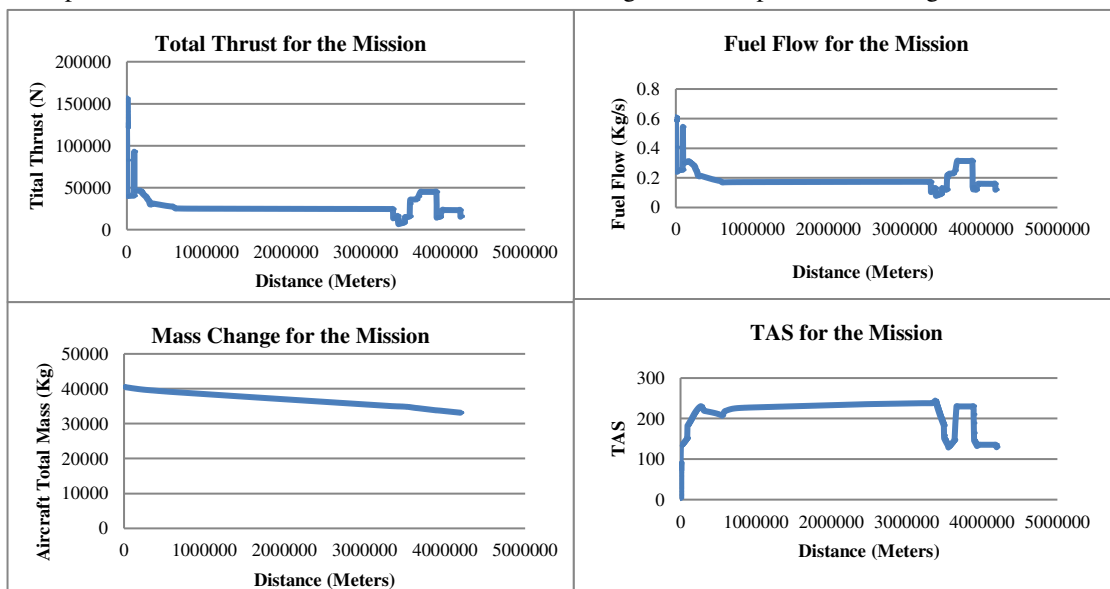 Total Thrust for the Mission
200000
150000
100000
50000
0
Tital Thrust (N)
0 1000000 2000000 3000000 4000000 5000000
Distance (Meters)
Fuel Flow for the Mission
0.8
0.6
0.4
0.2
0
Fuel Flow (Kg/s)
0 1000000 2000000 3000000 4000000 5000000
Distance (Meters)
Mass Change for the Mission
50000
40000
30000
20000
10000
0
Aircraft Total Mass (Kg)
0 1000000 2000000 3000000 4000000 5000000
Distance (Meters)
TAS for the Mission
300
200
100
0
TAS
0 1000000 2000000 3000000 4000000 5000000
Distance (Meters)